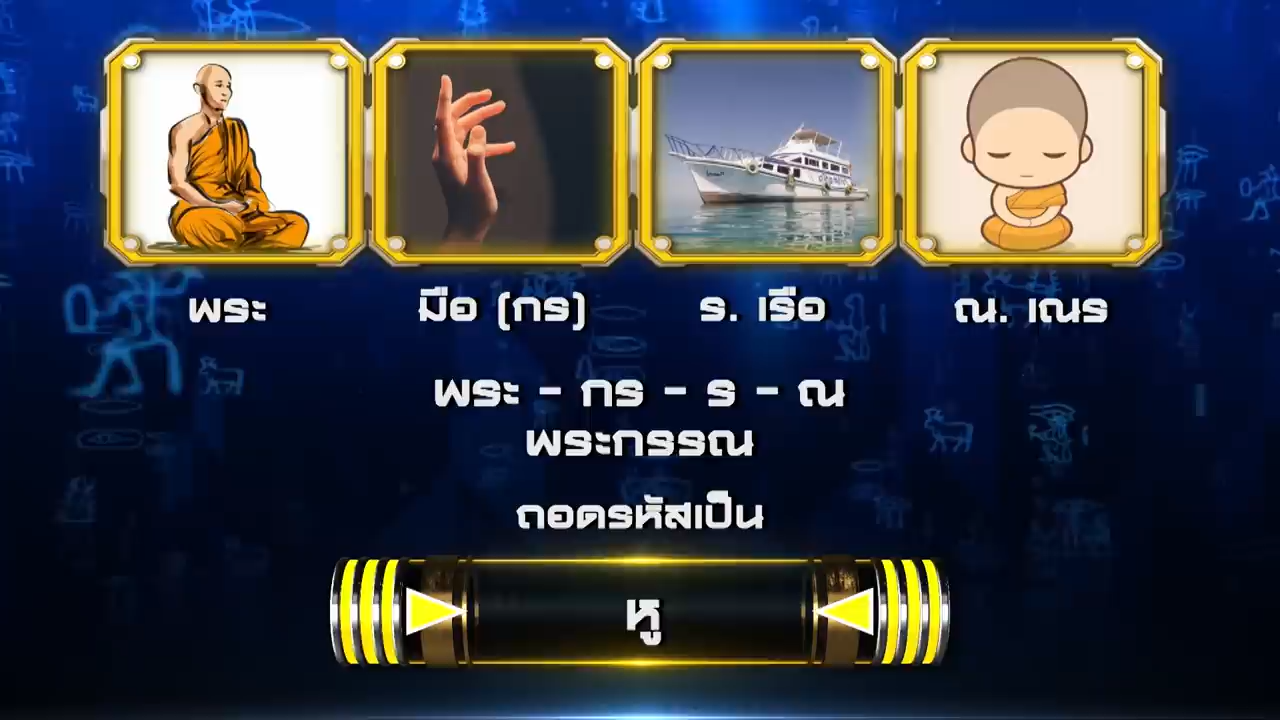 พระ
มือ (กร)
ร. เรือ
ณ. เณร
พระ - กร - ร - ณ
พระกรรณ
ถอดรหัสเป็น
หู